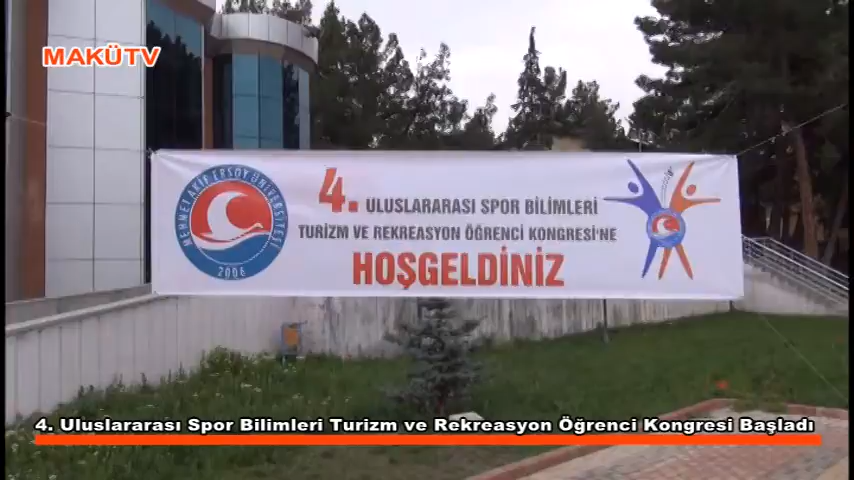 MAKÜTV
MEHMET AKİF ERSOY ÜNİVERSİTESİ
2006
4. ULUSLARARASI SPOR BİLİMLERİ
TURİZM VE REKREASYON ÖĞRENCİ KONGRESİ'NE
HOŞGELDİNİZ
4. Uluslararası Spor Bilimleri Turizm ve Rekreasyon Öğrenci Kongresi Başladı